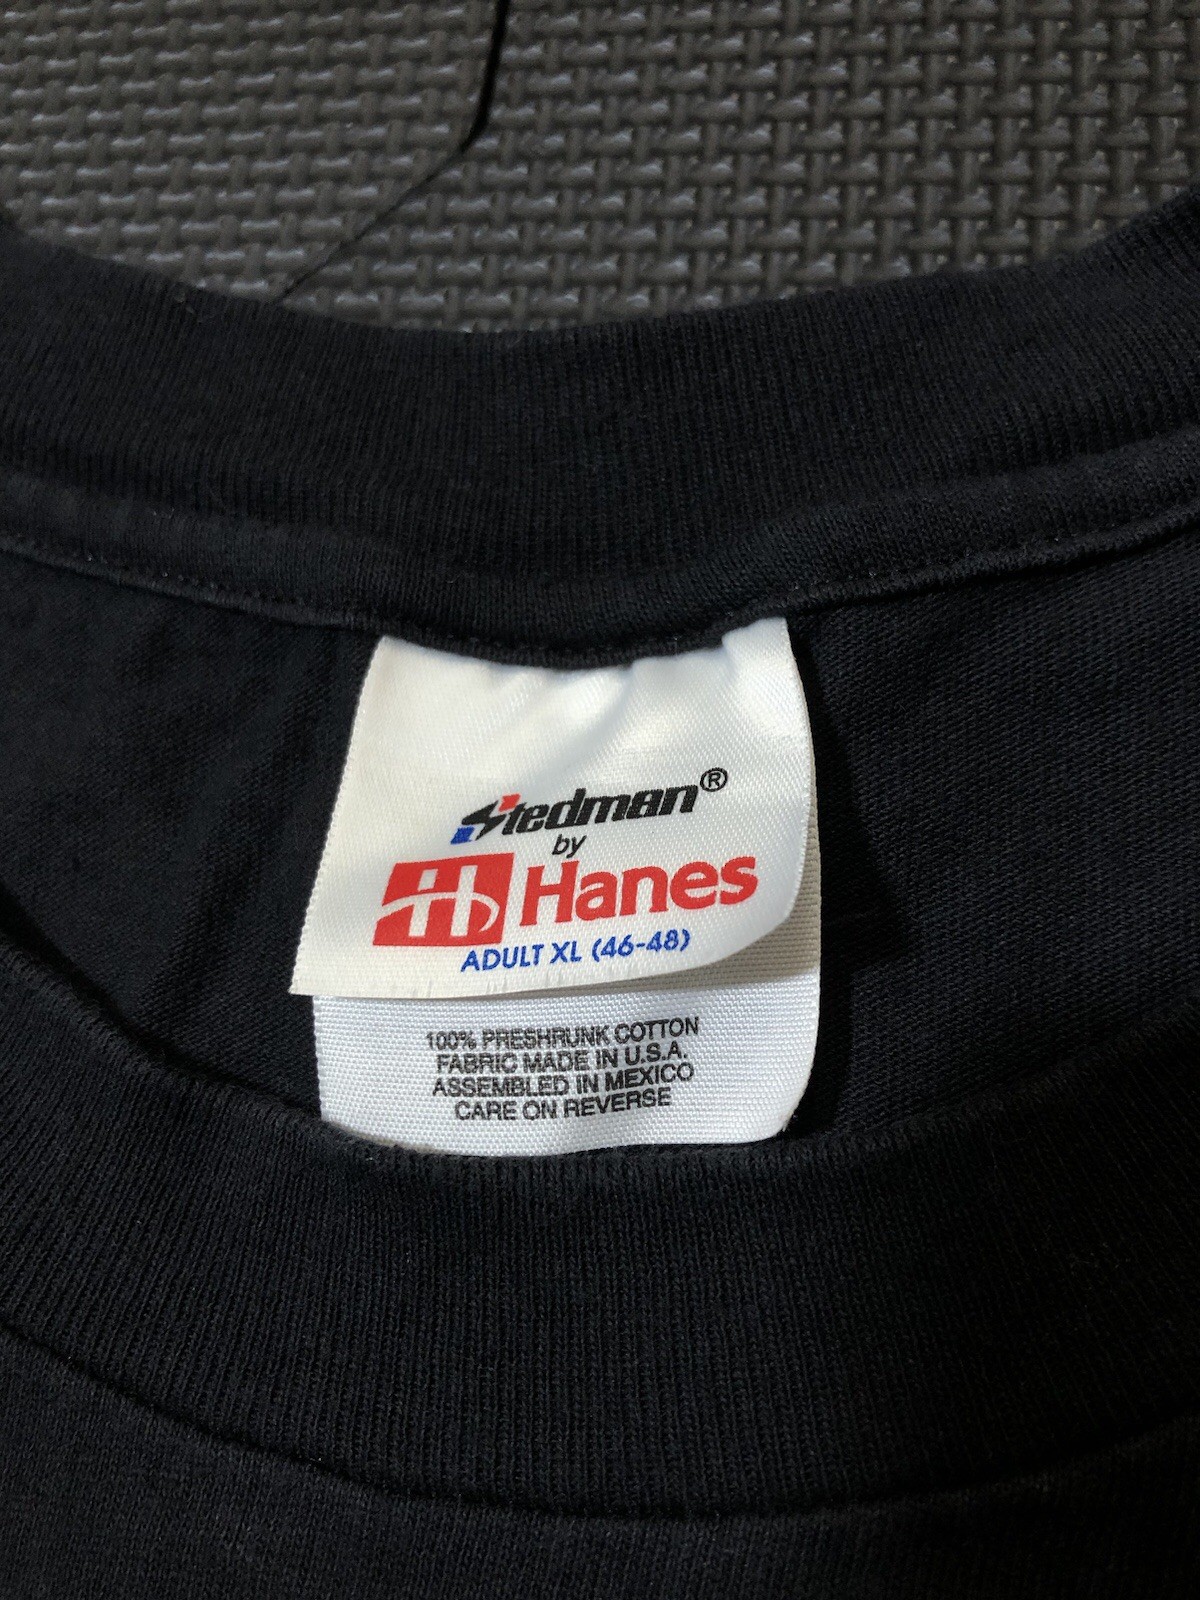 Stedman®
by
H Hanes
ADULT XL (46-48)
100% PRESHRUNK COTTON
FABRIC MADE IN U.S.A.
ASSEMBLED IN MEXICO
CARE ON REVERSE